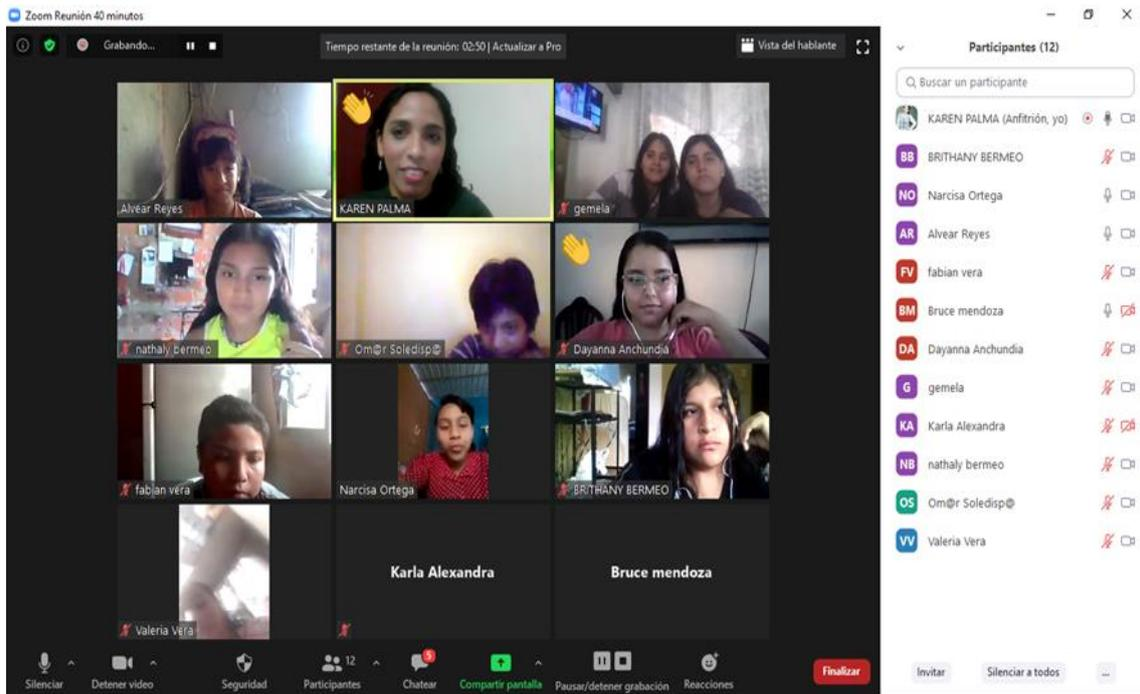 Zoom Reunión 40 minutos
Grabando...
Tiempo restante de la reunión: 02:50 | Actualizar a Pro
Vista del hablante
Alvear Reyes
KAREN PALMA
gemela
nathaly bermeo
Om@r Soledisp@
Dayanna Anchundia
fabian vera
Narcisa Ortega
BRITHANY BERMEO
Valeria Vera
Karla Alexandra
Bruce mendoza
Silenciar
Detener video
Seguridad
12
Participantes
5
Chatear
Compartir pantalla
Pausar/detener grabación
Reacciones
Finalizar
Participantes (12)
Buscar un participante
KAREN PALMA (Anfitrión, yo)
BB BRITHANY BERMEO
NO Narcisa Ortega
AR Alvear Reyes
FV fabian vera
BM Bruce mendoza
DA Dayanna Anchundia
G gemela
KA Karla Alexandra
NB nathaly bermeo
OS Om@r Soledisp@
VV Valeria Vera
Invitar
Silenciar a todos
...